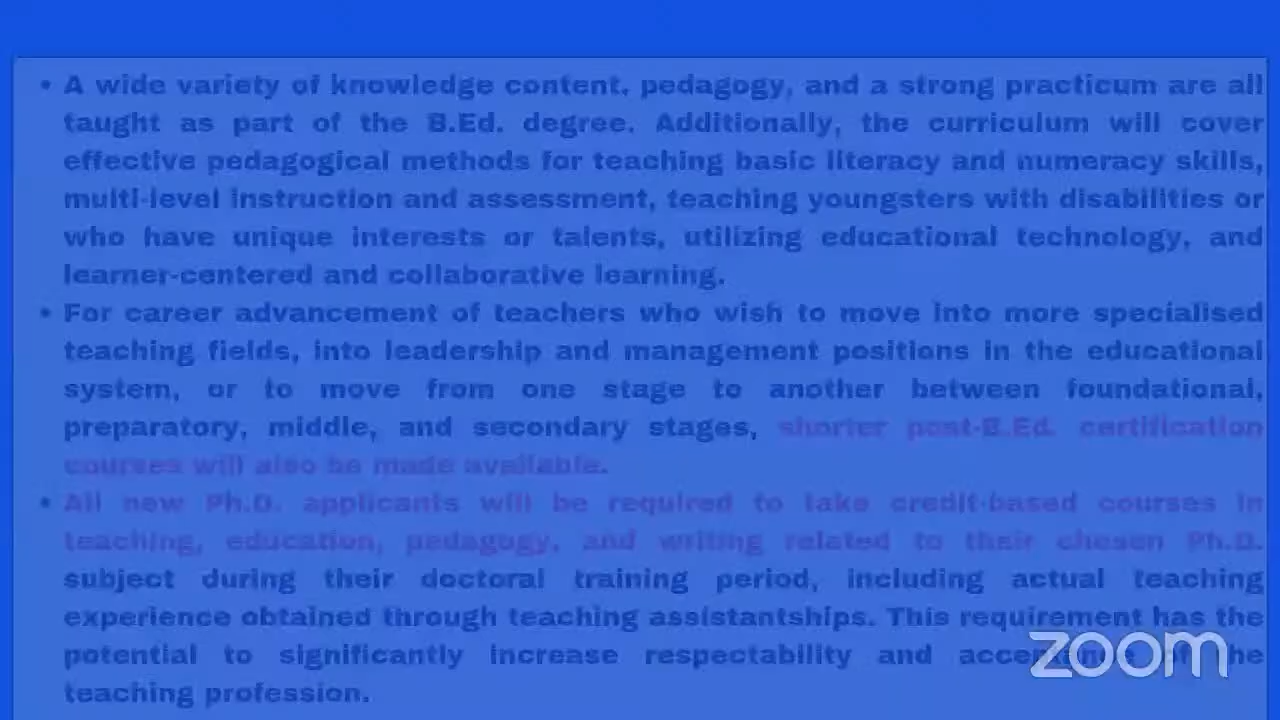 • A wide variety of knowledge content, pedagogy, and a strong practicum are all
taught as part of the B.Ed. degree. Additionally, the curriculum will cover
effective pedagogical methods for teaching basic literacy and numeracy skills,
multi-level instruction and assessment, teaching youngsters with disabilities or
who have unique interests or talents, utilizing educational technology, and
learner-centered and collaborative learning.
• For career advancement of teachers who wish to move into more specialised
teaching fields, into leadership and management positions in the educational
system, or to move from one stage to another between foundational,
preparatory, middle, and secondary stages, shorter post-B.Ed. certification
courses will also be made available.
• All new Ph.D. applicants will be required to take credit-based courses in
teaching, education, pedagogy, and writing related to their chosen Ph.D.
subject during their doctoral training period, including actual teaching
experience obtained through teaching assistantships. This requirement has the
potential to significantly increase respectability and acceptance of the
teaching profession.
zoom